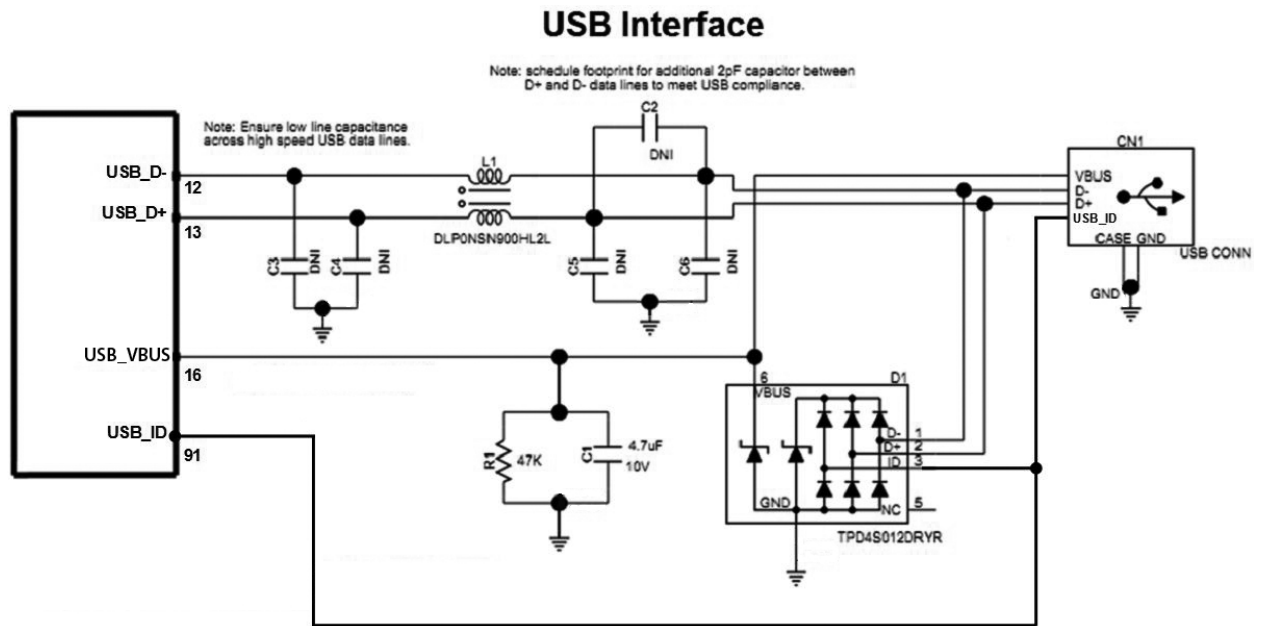 USB Interface
Note: schedule footprint for additional 2pF capacitor between
D+ and D- data lines to meet USB compliance.
C2
DNI
Note: Ensure low line capacitance
across high speed USB data lines.
CN1
USB_D-
12
L1
VBUS
D-
D+
USB_ID
USB_D+
13
DLP0NSN900HL2L
CASE GND
USB CONN
C3
DNI
C4
DNI
C5
DNI
C6
DNI
GND
USB_VBUS
16
6
D1
VBUS
USB_ID
91
R1
47K
C1
4.7uF
10V
D- 1
D+ 2
ID 3
GND
NC 5
TPD4S012DRYR